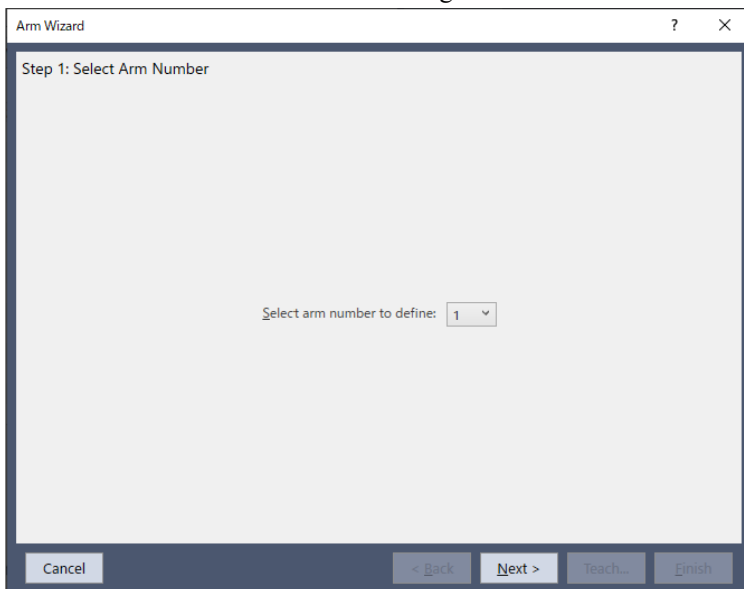 Arm Wizard ? ×
Step 1: Select Arm Number
Select arm number to define: 1
Cancel < Back Next > Teach... Finish